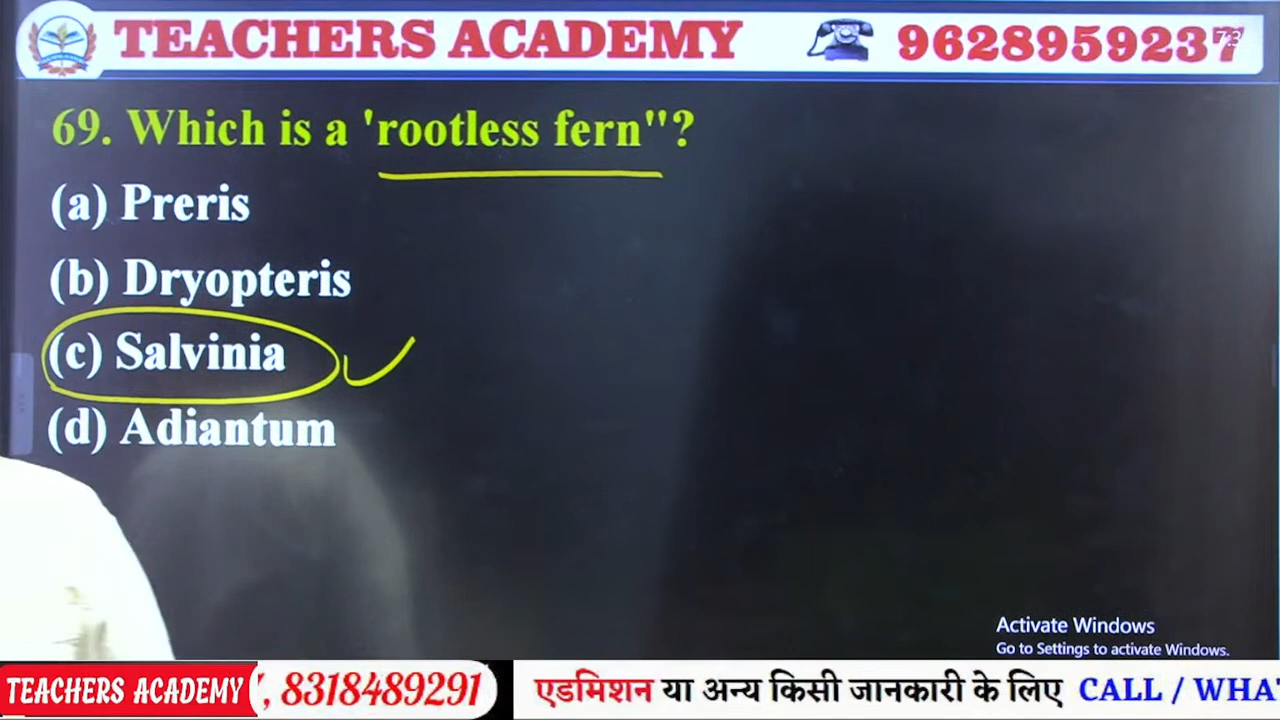 TEACHERS ACADEMY
9628959237
69. Which is a 'rootless fern"?
(a) Preris
(b) Dryopteris
(c) Salvinia
(d) Adiantum
Activate Windows
Go to Settings to activate Windows.
TEACHERS ACADEMY , 8318489291 एडमिशन या अन्य किसी जानकारी के लिए CALL / WHAT